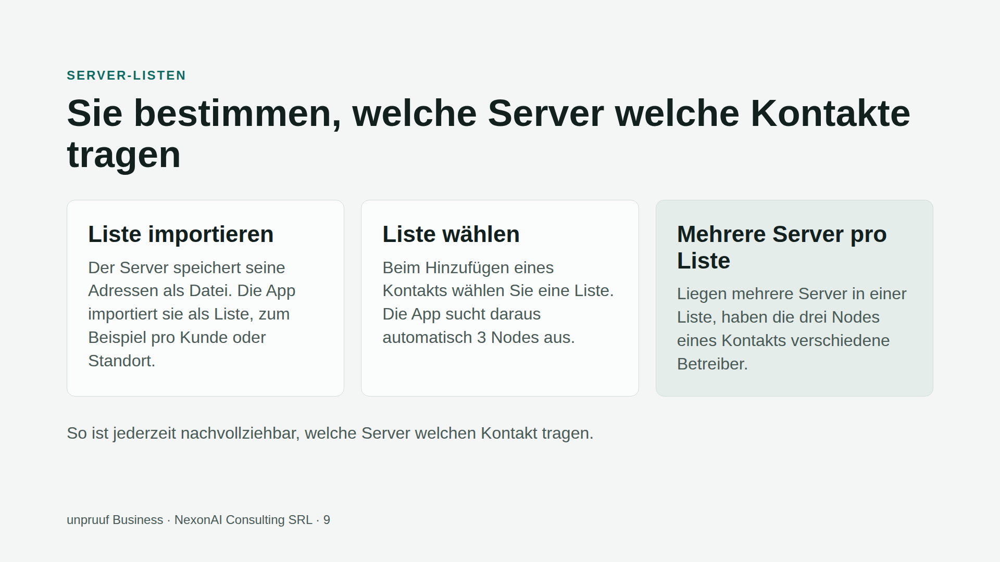 SERVER-LISTEN
Sie bestimmen, welche Server welche Kontakte
tragen
Liste importieren
Der Server speichert seine
Adressen als Datei. Die App
importiert sie als Liste, zum
Beispiel pro Kunde oder
Standort.
Liste wählen
Beim Hinzufügen eines
Kontakts wählen Sie eine Liste.
Die App sucht daraus
automatisch 3 Nodes aus.
Mehrere Server pro
Liste
Liegen mehrere Server in einer
Liste, haben die drei Nodes
eines Kontakts verschiedene
Betreiber.
So ist jederzeit nachvollziehbar, welche Server welchen Kontakt tragen.
unpruuf Business · NexonAI Consulting SRL · 9